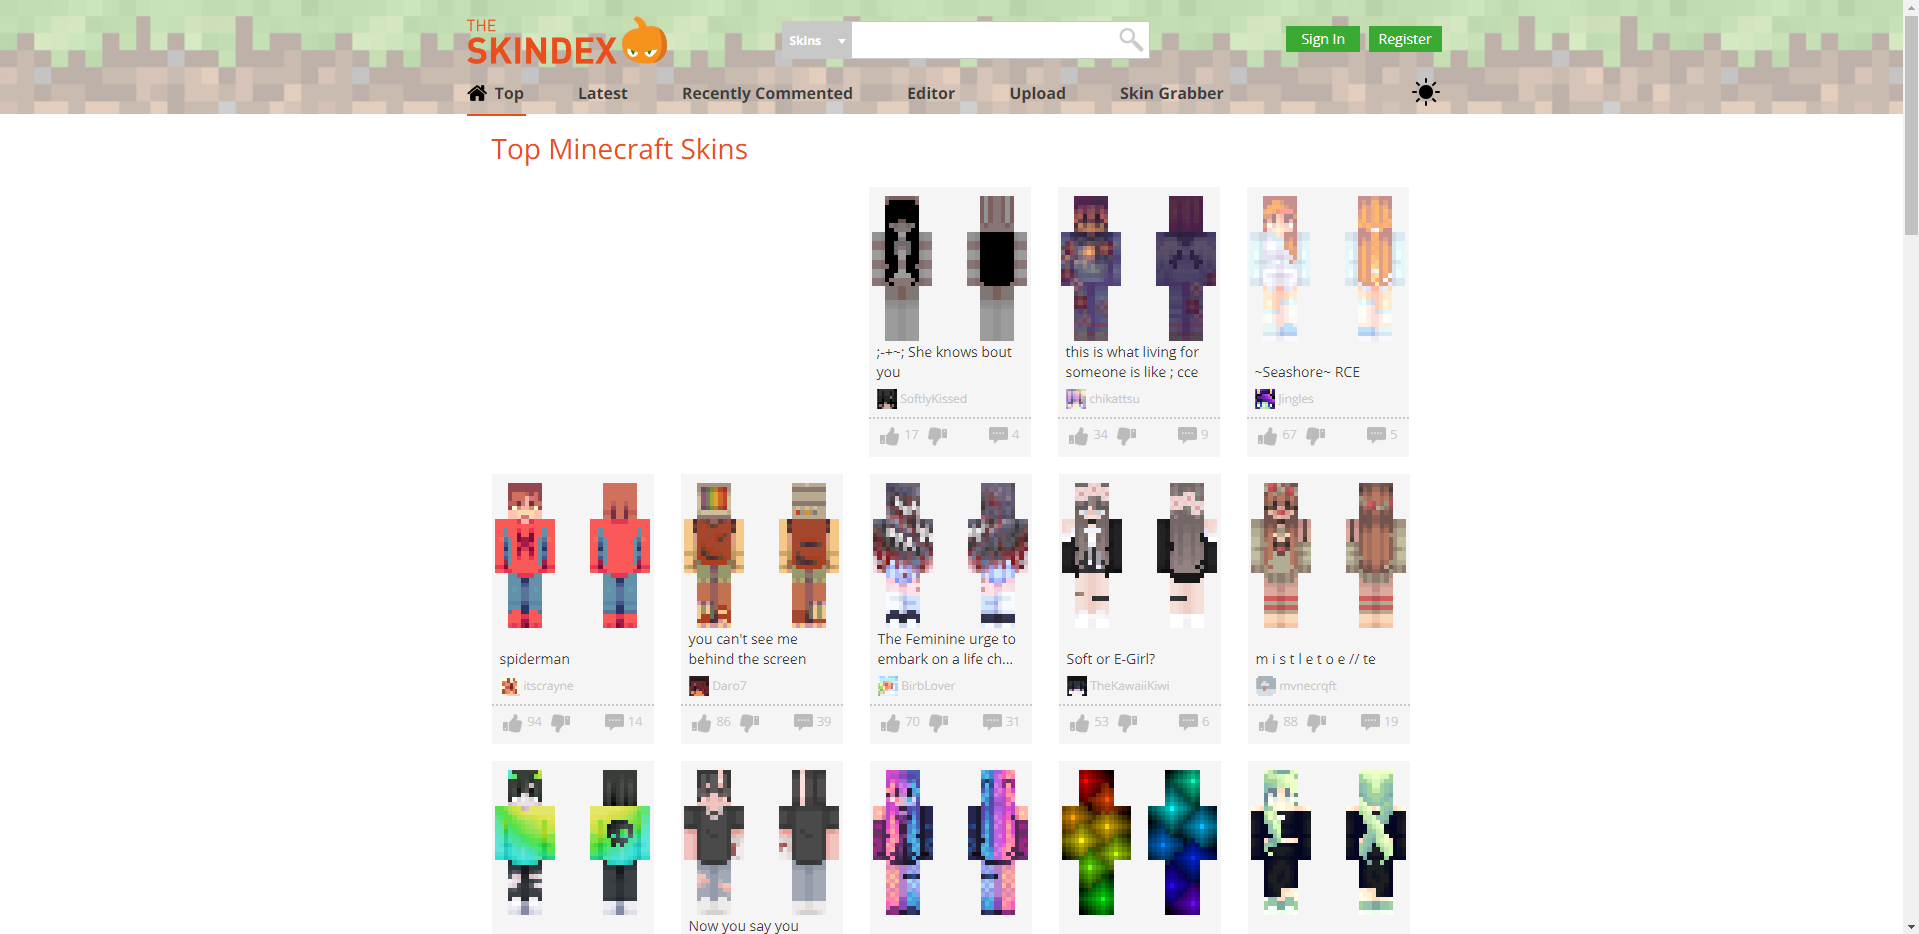 THE
SKINDEX
Skins
Sign In
Register
Top
Latest
Recently Commented
Editor
Upload
Skin Grabber
Top Minecraft Skins
;-+~; She knows bout
you
SoftlyKissed
17
4
this is what living for
someone is like ; cce
chikattsu
34
9
~Seashore~ RCE
Jingles
67
5
spiderman
itscrayne
94
14
you can't see me
behind the screen
Daro7
86
39
The Feminine urge to
embark on a life ch...
BirbLover
70
31
Soft or E-Girl?
TheKawaiiKiwi
53
6
m i s t l e t o e // te
mvnecrqft
88
19
Now you say you